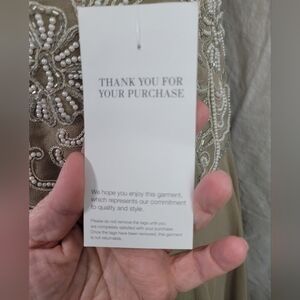 THANK YOU FOR
YOUR PURCHASE
We hope you enjoy this garment,
which represents our commitment
to quality and style.
Please do not remove the tags until you
are completely satisfied with your purchase.
Once the tags have been removed, this garment
is not returnable.